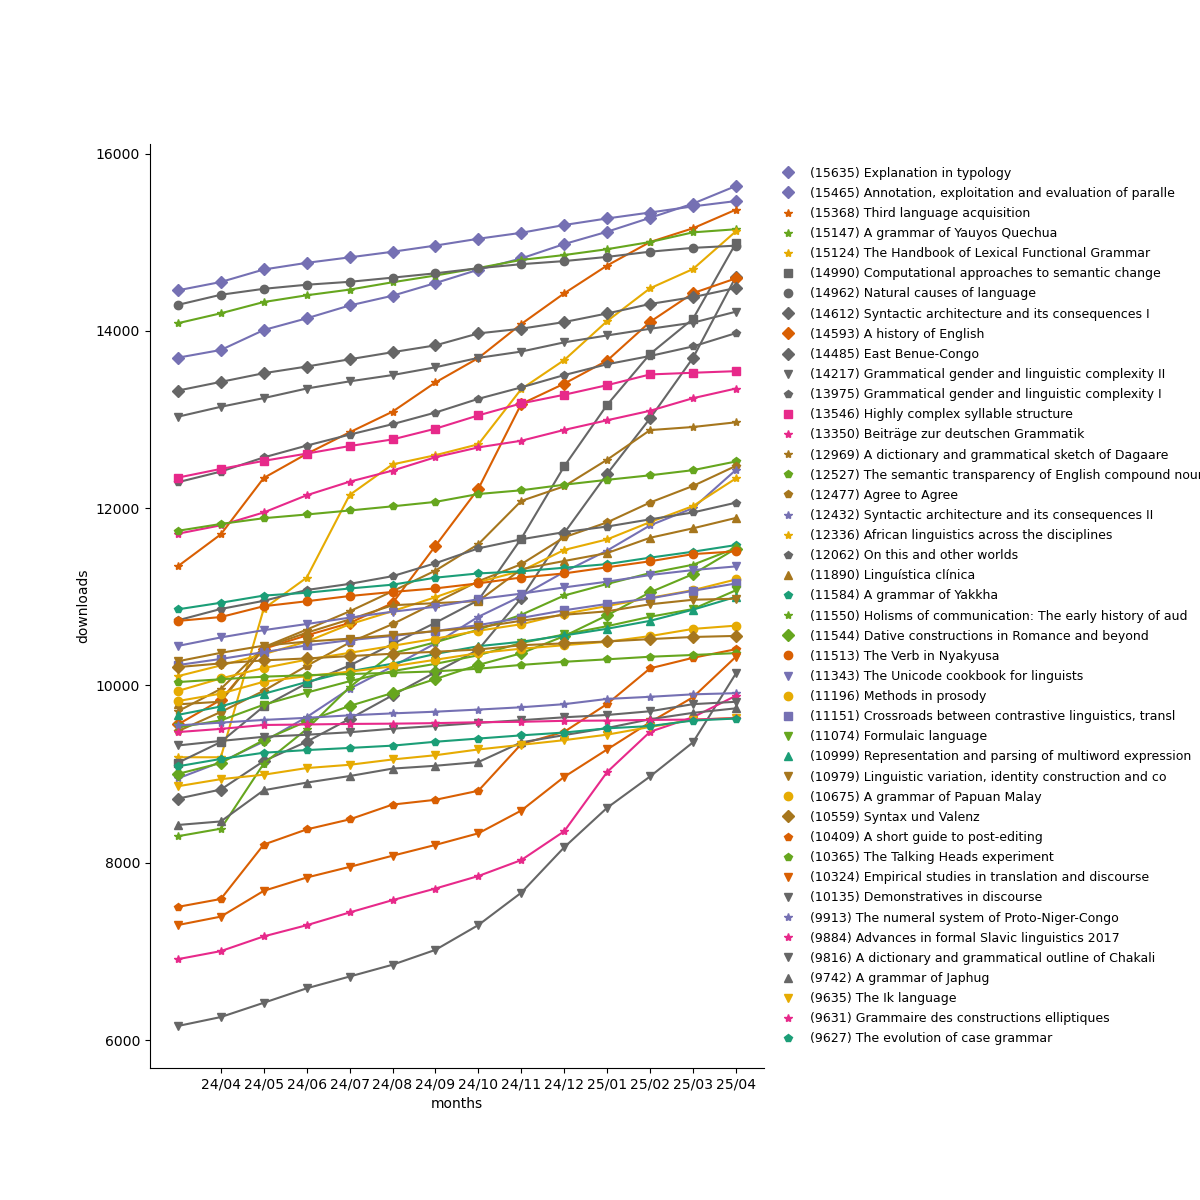 16000
14000
12000
10000
8000
6000
downloads
24/04 24/05 24/06 24/07 24/08 24/09 24/10 24/11 24/12 25/01 25/02 25/03 25/04
months
(15635) Explanation in typology
(15465) Annotation, exploitation and evaluation of paralle
(15368) Third language acquisition
(15147) A grammar of Yauyos Quechua
(15124) The Handbook of Lexical Functional Grammar
(14990) Computational approaches to semantic change
(14962) Natural causes of language
(14612) Syntactic architecture and its consequences I
(14593) A history of English
(14485) East Benue-Congo
(14217) Grammatical gender and linguistic complexity II
(13975) Grammatical gender and linguistic complexity I
(13546) Highly complex syllable structure
(13350) Beiträge zur deutschen Grammatik
(12969) A dictionary and grammatical sketch of Dagaare
(12527) The semantic transparency of English compound nour
(12477) Agree to Agree
(12432) Syntactic architecture and its consequences II
(12336) African linguistics across the disciplines
(12062) On this and other worlds
(11890) Linguística clínica
(11584) A grammar of Yakkha
(11550) Holisms of communication: The early history of aud
(11544) Dative constructions in Romance and beyond
(11513) The Verb in Nyakyusa
(11343) The Unicode cookbook for linguists
(11196) Methods in prosody
(11151) Crossroads between contrastive linguistics, transl
(11074) Formulaic language
(10999) Representation and parsing of multiword expression
(10979) Linguistic variation, identity construction and co
(10675) A grammar of Papuan Malay
(10559) Syntax und Valenz
(10409) A short guide to post-editing
(10365) The Talking Heads experiment
(10324) Empirical studies in translation and discourse
(10135) Demonstratives in discourse
(9913) The numeral system of Proto-Niger-Congo
(9884) Advances in formal Slavic linguistics 2017
(9816) A dictionary and grammatical outline of Chakali
(9742) A grammar of Japhug
(9635) The Ik language
(9631) Grammaire des constructions elliptiques
(9627) The evolution of case grammar